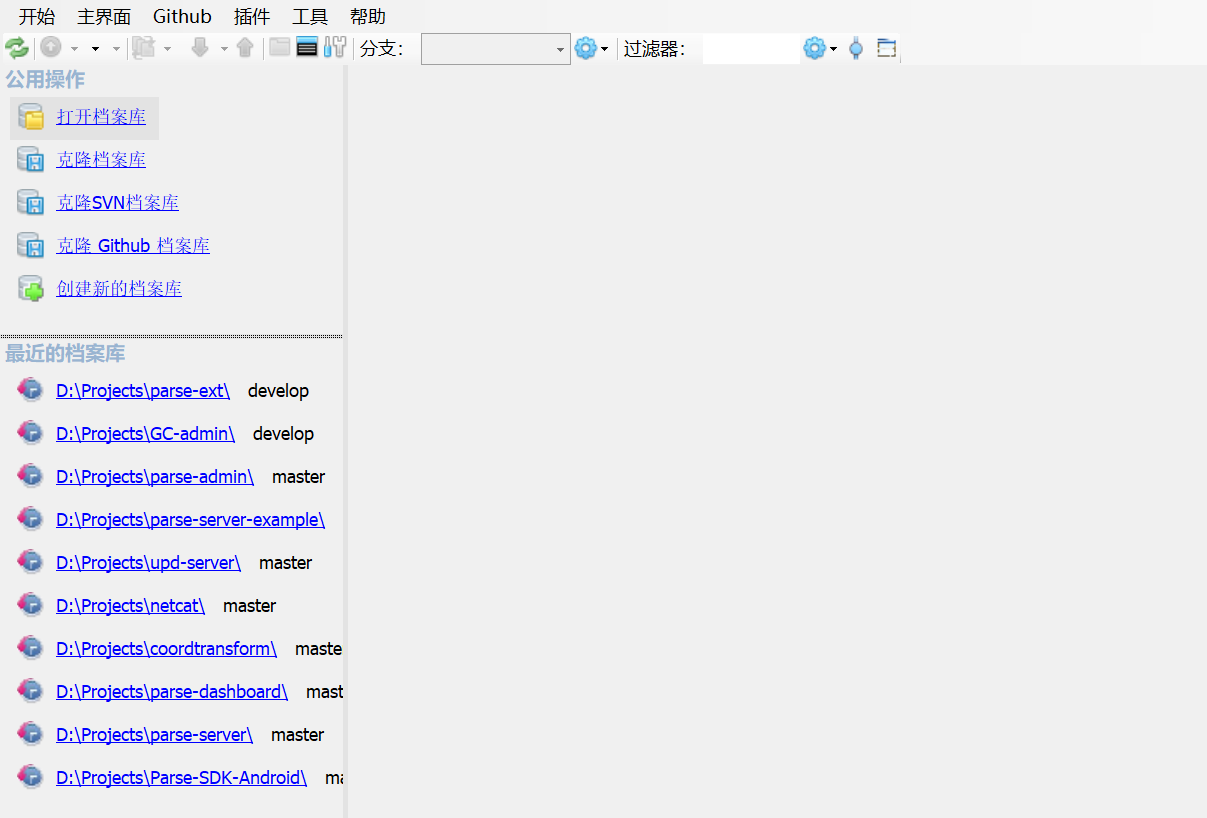 开始 主界面 Github 插件 工具 帮助
分支： 过滤器：
公用操作
打开档案库
克隆档案库
克隆SVN档案库
克隆 Github 档案库
创建新的档案库
最近的档案库
D:\Projects\parse-ext\ develop
D:\Projects\GC-admin\ develop
D:\Projects\parse-admin\ master
D:\Projects\parse-server-example\
D:\Projects\upd-server\ master
D:\Projects\netcat\ master
D:\Projects\coordtransform\ maste
D:\Projects\parse-dashboard\ mast
D:\Projects\parse-server\ master
D:\Projects\Parse-SDK-Android\ ma